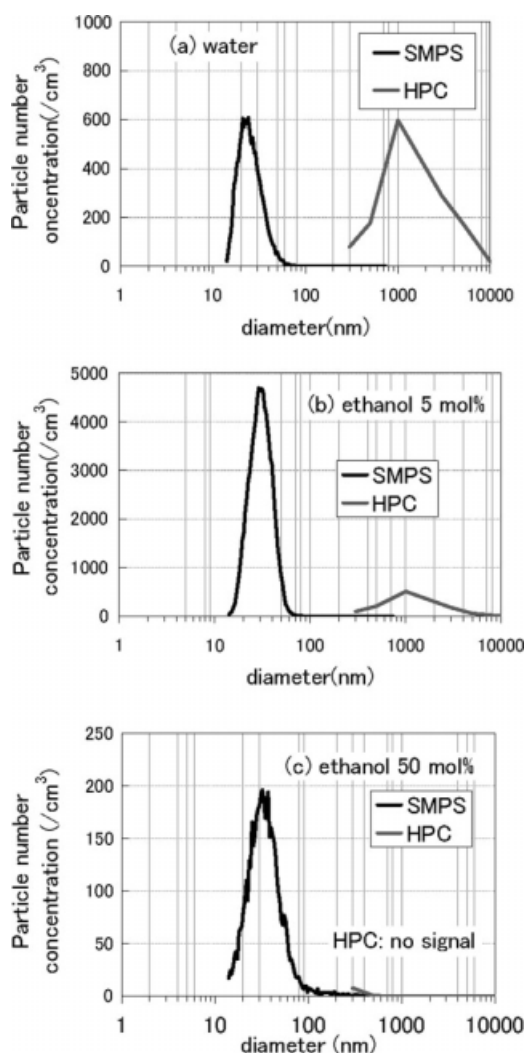 (a) water
SMPS
HPC
1000
800
600
400
200
0
1 10 100 1000 10000
diameter(nm)
Particle number
oncentration(/cm³)
(b) ethanol 5 mol%
SMPS
HPC
5000
4000
3000
2000
1000
0
1 10 100 1000 10000
diameter(nm)
Particle number
concentration(/cm³)
(c) ethanol 50 mol%
SMPS
HPC
HPC: no signal
250
200
150
100
50
0
1 10 100 1000 10000
diameter (nm)
Particle number
concentration (/cm³)